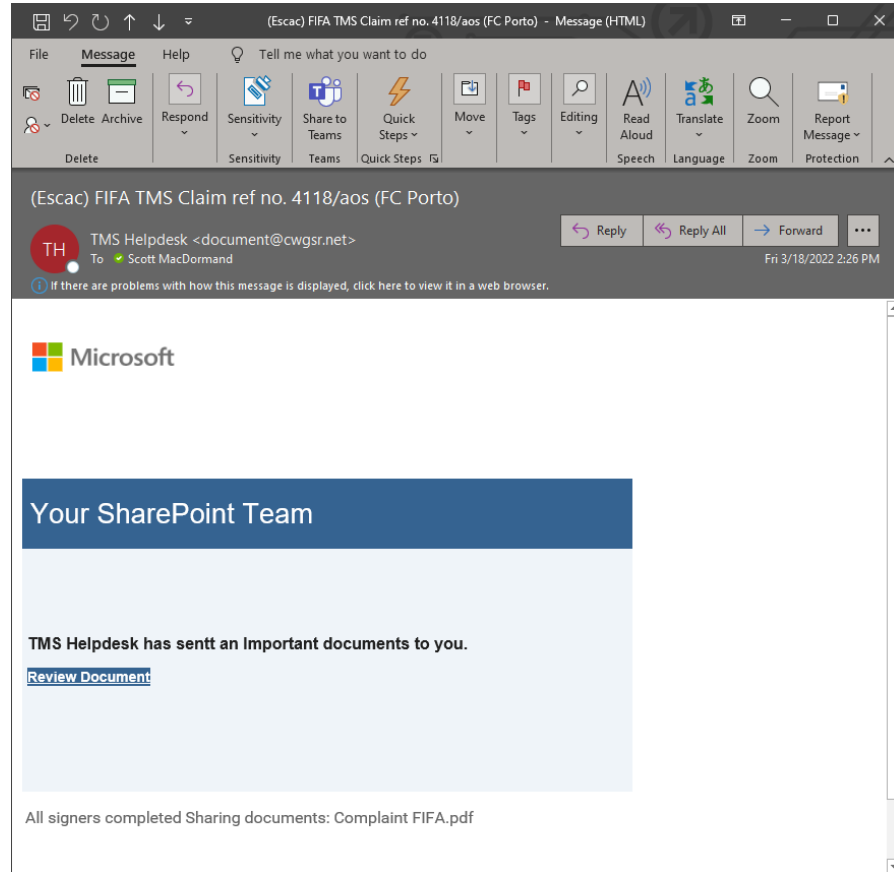 (Escac) FIFA TMS Claim ref no. 4118/aos (FC Porto) - Message (HTML)
File Message Help Tell me what you want to do
Delete Archive Respond Sensitivity Share to Teams Quick Steps Move Tags Editing Read Aloud Translate Zoom Report Message
Delete Sensitivity Teams Quick Steps Speech Language Zoom Protection
(Escac) FIFA TMS Claim ref no. 4118/aos (FC Porto)
TH
TMS Helpdesk <document@cwgsr.net>
To Scott MacDormand
Reply Reply All Forward
Fri 3/18/2022 2:26 PM
If there are problems with how this message is displayed, click here to view it in a web browser.
Microsoft
Your SharePoint Team
TMS Helpdesk has sentt an Important documents to you.
Review Document
All signers completed Sharing documents: Complaint FIFA.pdf